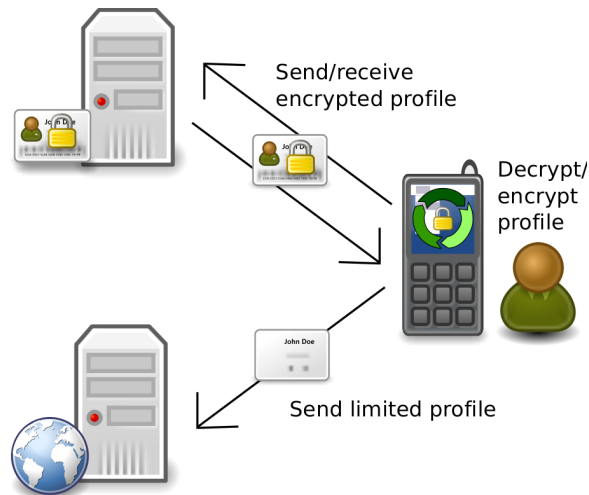 Send/receive
encrypted profile
John Doe
John Doe
Decrypt/
encrypt
profile
John Doe
Send limited profile